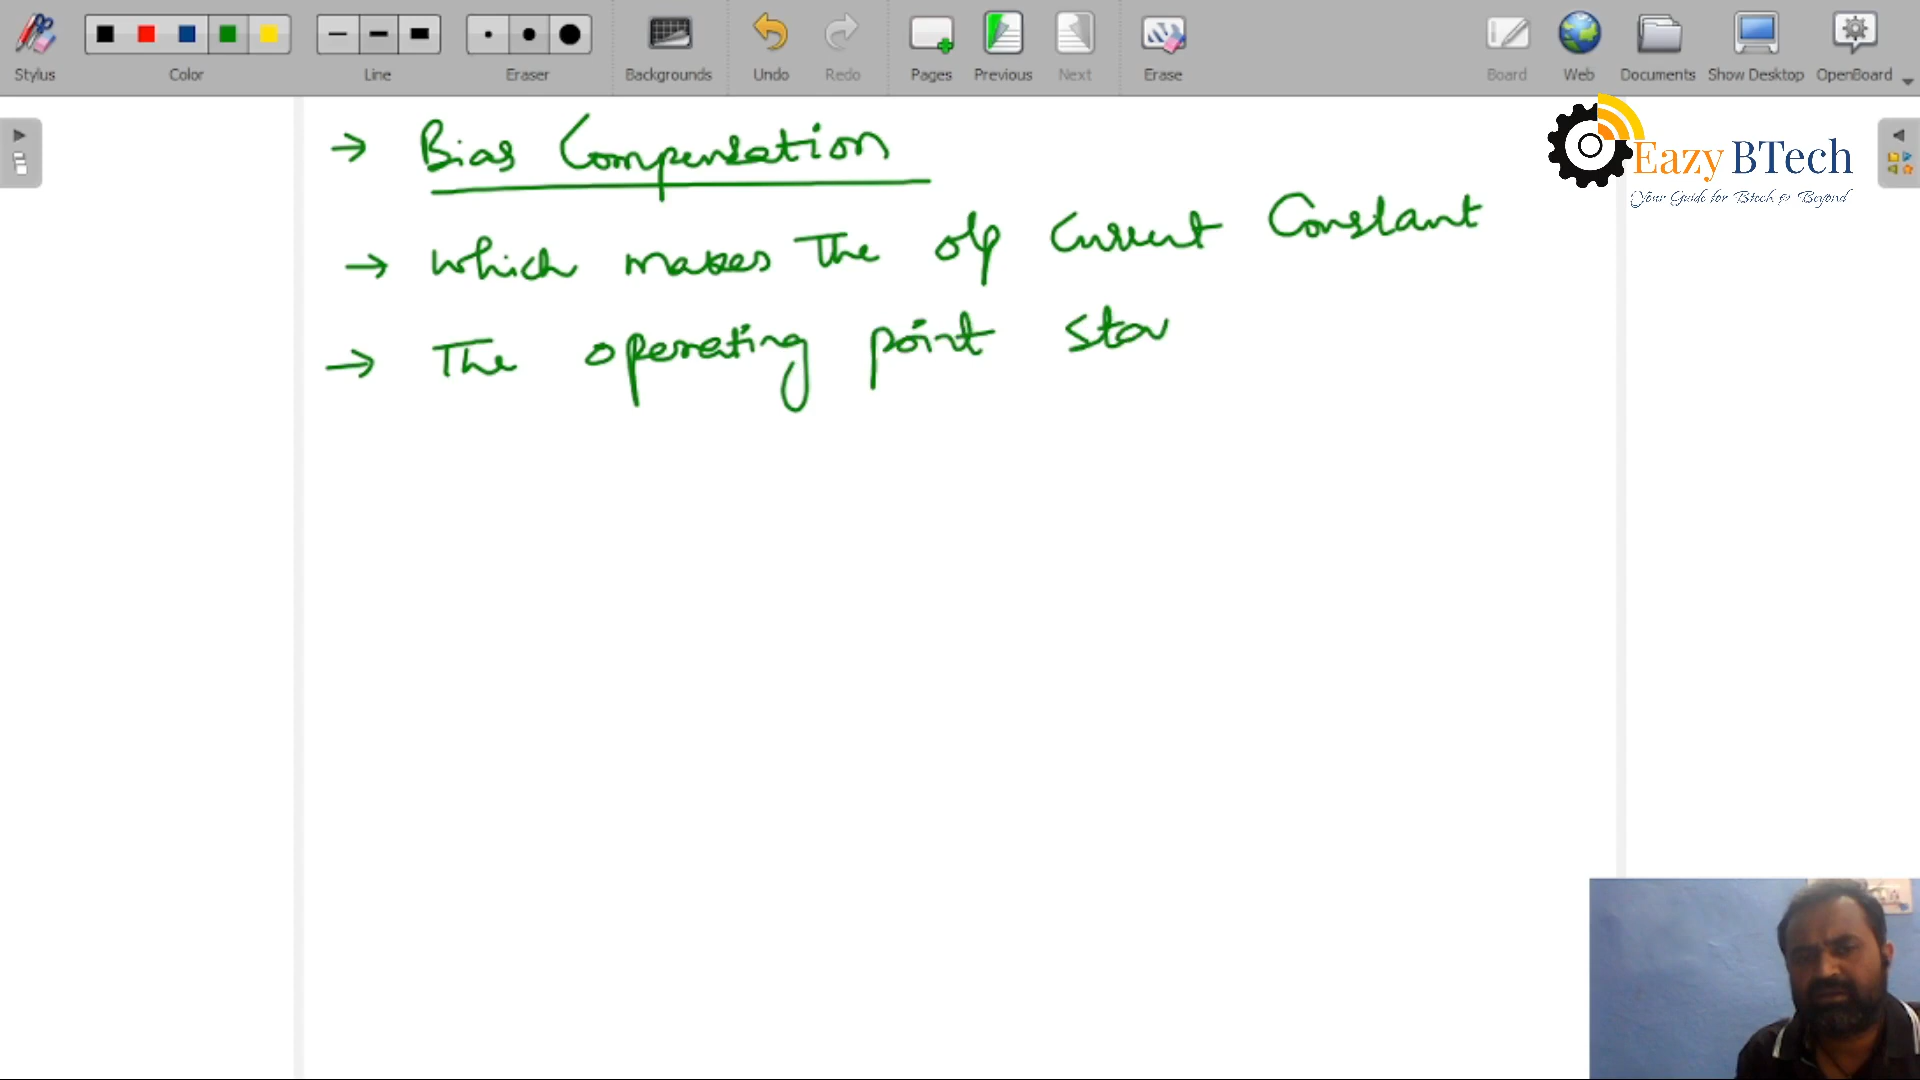 Stylus Color Line Eraser Backgrounds Undo Redo Pages Previous Next Erase Board Web Documents Show Desktop OpenBoard
→ Bias Compensation
Eazy BTech
Your Guide for Btech & Beyond
→ which makes the o/p current constant
→ The operating point sta